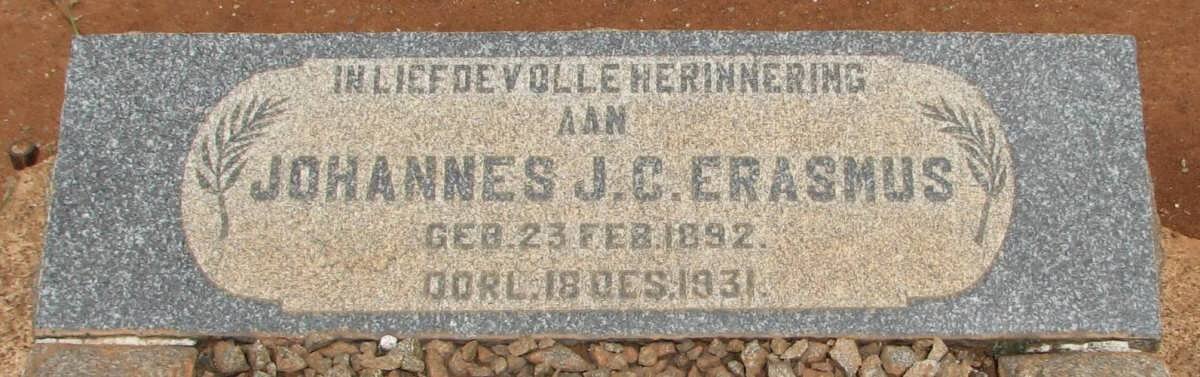 IN LIEFDEVOLLE HERINNERING
AAN
JOHANNES J.C. ERASMUS
GEB. 23 FEB. 1892.
OORL. 18 DES. 1931.